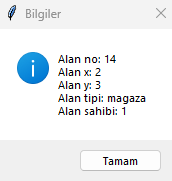 Bilgiler
Alan no: 14
Alan x: 2
Alan y: 3
Alan tipi: magaza
Alan sahibi: 1
Tamam